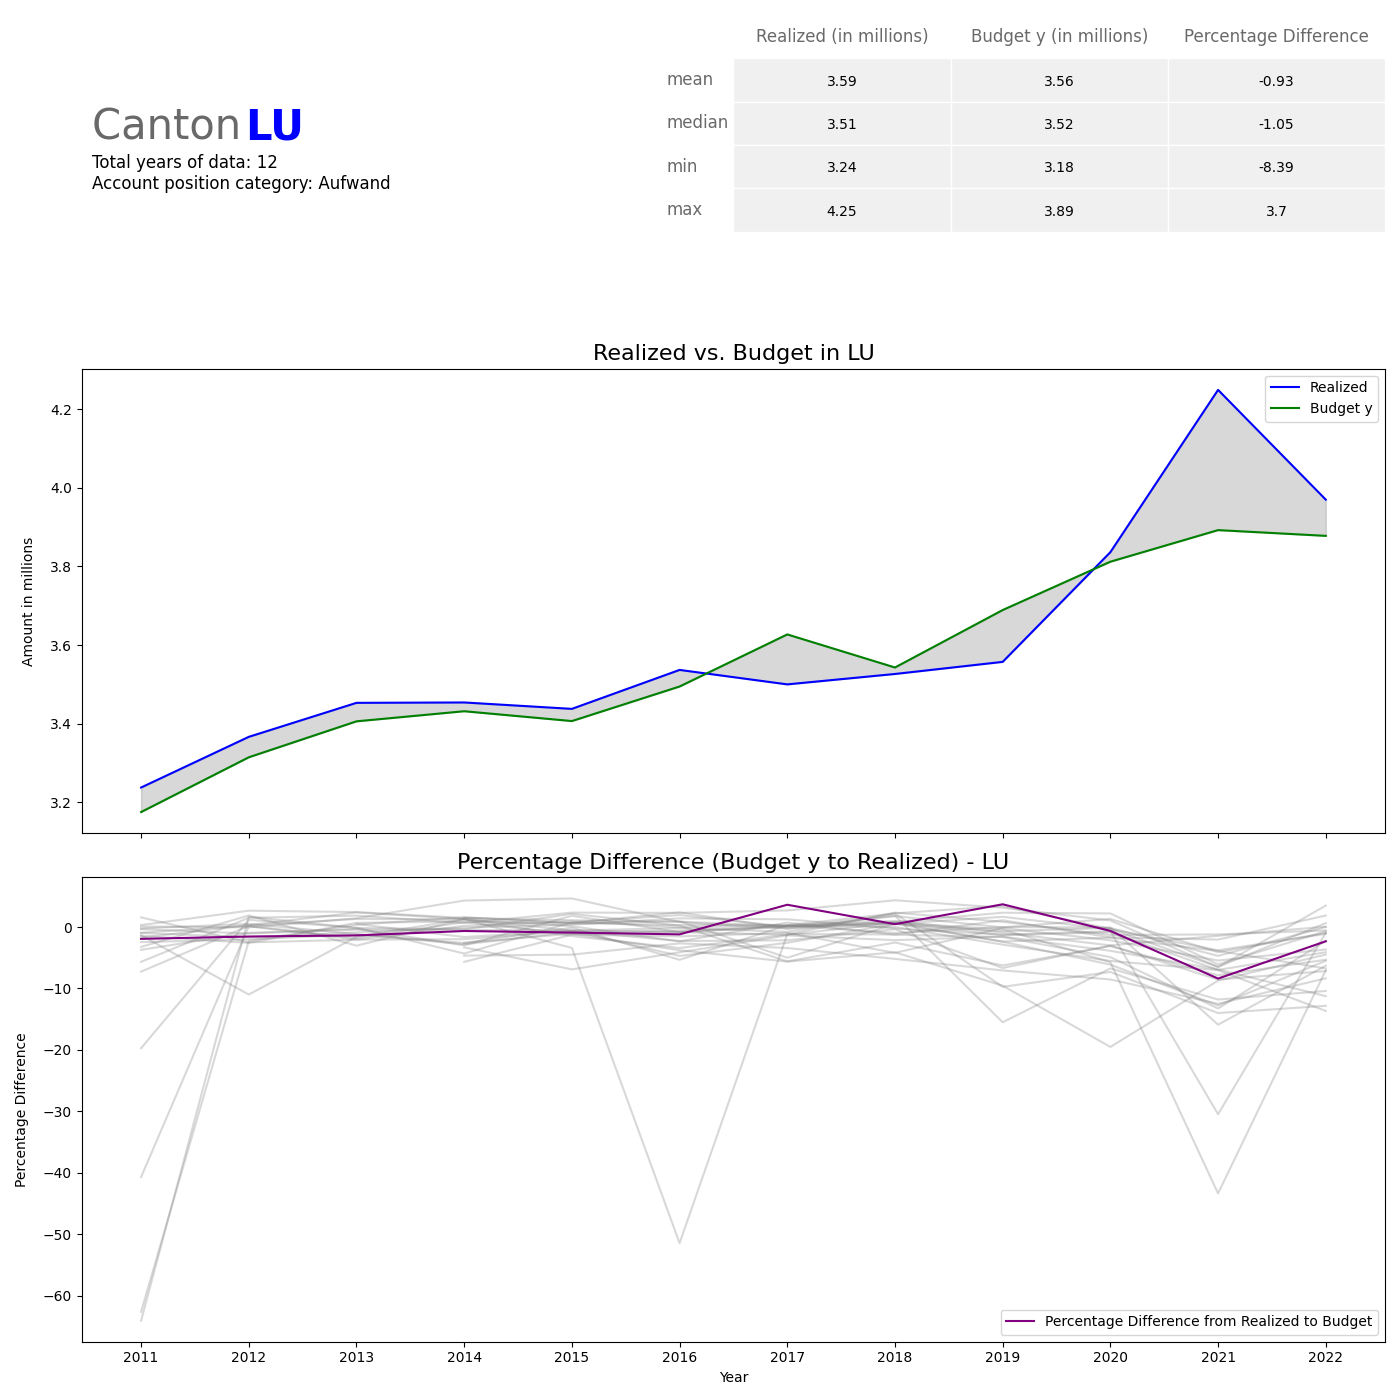 Realized (in millions) Budget y (in millions) Percentage Difference
mean 3.59 3.56 -0.93
median 3.51 3.52 -1.05
min 3.24 3.18 -8.39
max 4.25 3.89 3.7
Canton LU
Total years of data: 12
Account position category: Aufwand
Realized vs. Budget in LU
Realized
Budget y
4.2
4.0
3.8
3.6
3.4
3.2
Amount in millions
Percentage Difference (Budget y to Realized) - LU
0
−10
−20
−30
−40
−50
−60
Percentage Difference
Percentage Difference from Realized to Budget
2011 2012 2013 2014 2015 2016 2017 2018 2019 2020 2021 2022
Year